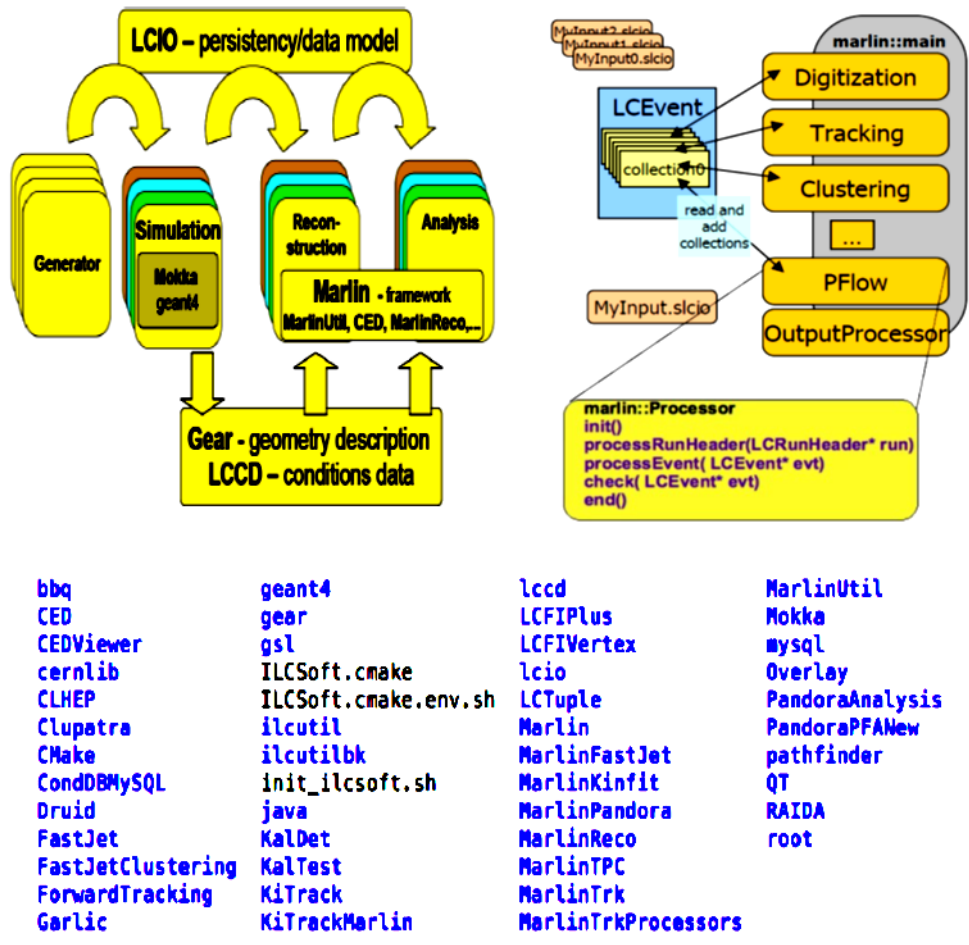 LCIO – persistency/data model
Generator
Simulation
Mokka
geant4
Recon-
struction
Analysis
Marlin - framework
MarlinUtil, CED, MarlinReco,...
Gear - geometry description
LCCD – conditions data
MyInput2.slcio
MyInput1.slcio
MyInput0.slcio
LCEvent
collection0
read and
add
collections
MyInput.slcio
marlin::main
Digitization
Tracking
Clustering
...
PFlow
OutputProcessor
marlin::Processor
init()
processRunHeader(LCRunHeader* run)
processEvent( LCEvent* evt)
check( LCEvent* evt)
end()
bbq geant4 lccd MarlinUtil
CED gear LCFIPlus Mokka
CEDViewer gsl LCFIVertex mysql
cernlib ILCSoft.cmake lcio Overlay
CLHEP ILCSoft.cmake.env.sh LCTuple PandoraAnalysis
Clupatra ilcutil Marlin PandoraPFANew
CMake ilcutilbk MarlinFastJet pathfinder
CondDBMySQL init_ilcsoft.sh MarlinKinfit QT
Druid java MarlinPandora RAIDA
FastJet KalDet MarlinReco root
FastJetClustering KalTest MarlinTPC
ForwardTracking KiTrack MarlinTrk
Garlic KiTrackMarlin MarlinTrkProcessors